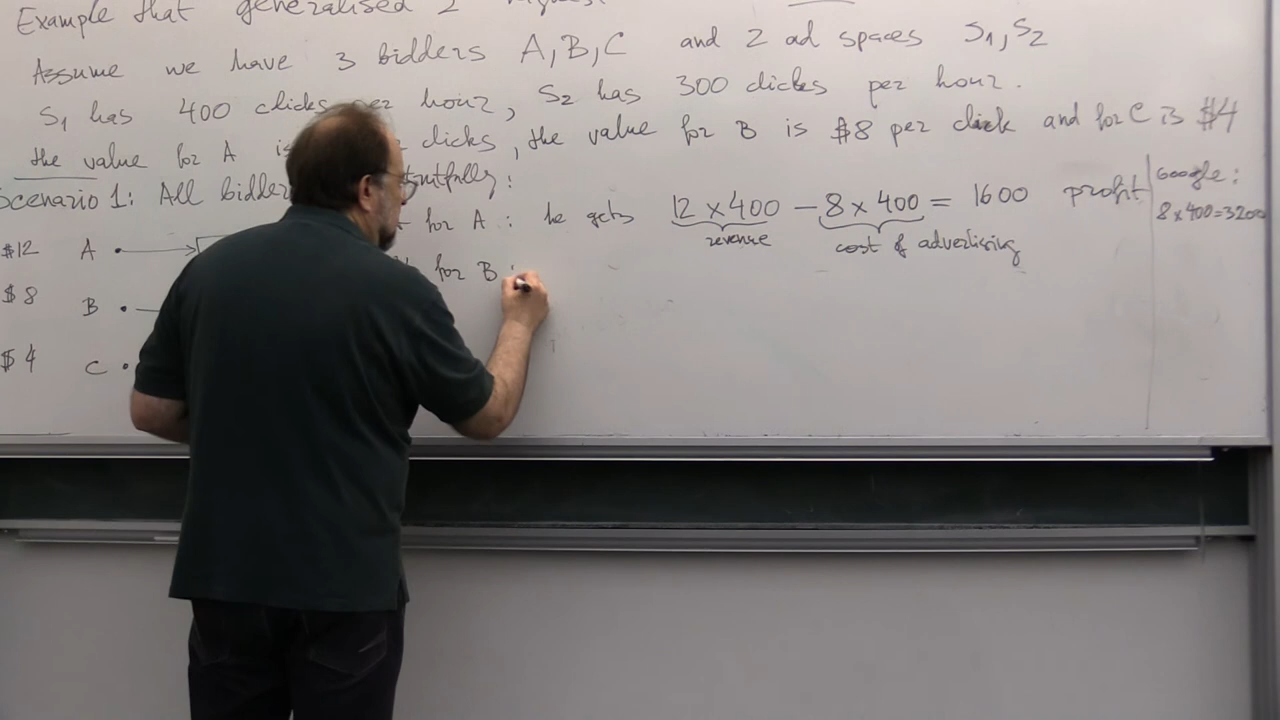 Example that generalised 2
Assume we have 3 bidders A, B, C and 2 ad spaces S1, S2
S1 has 400 clicks per hour, S2 has 300 clicks per hour.
the value for A is clicks, the value for B is $8 per click and for C is $4
Scenario 1: All
for A: he gets 12 × 400 − 8 × 400 = 1600 profit
revenue cost of advertising
Google:
8 × 400 = 3200
$12 A
for B:
$8 B
$4 C